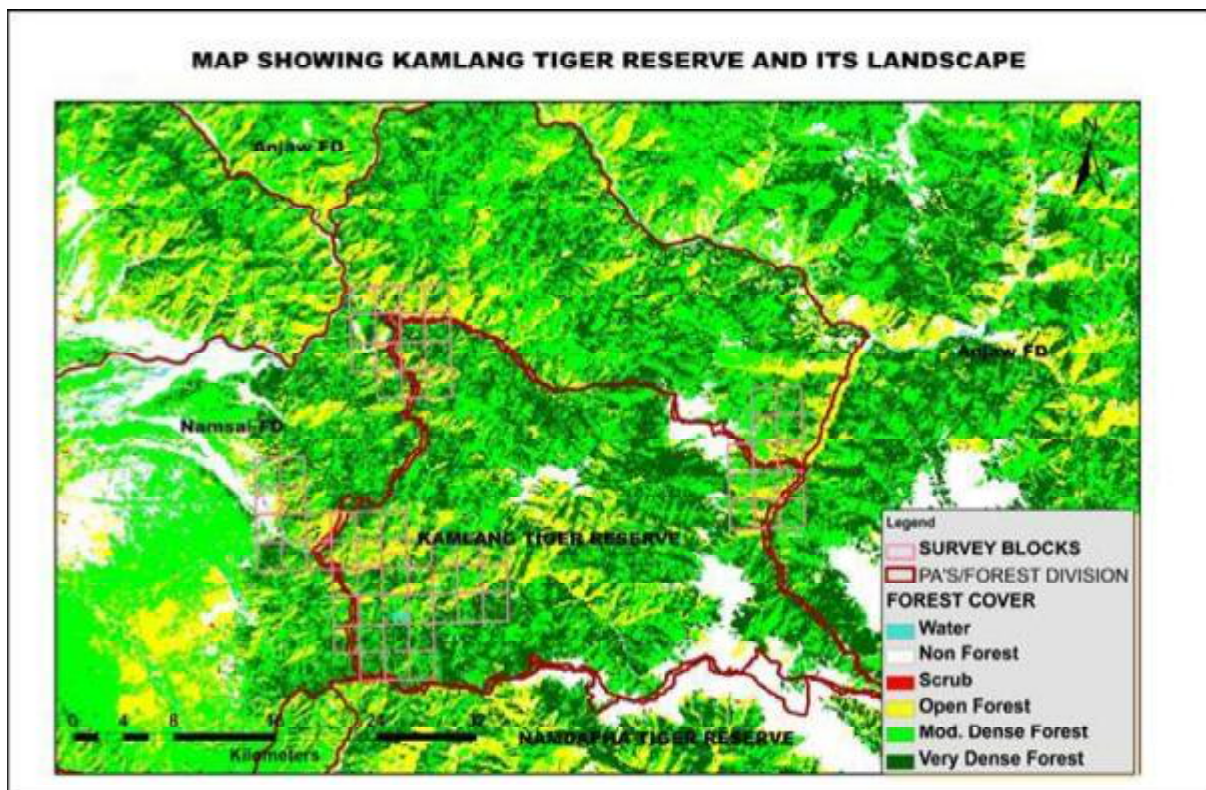 MAP SHOWING KAMLANG TIGER RESERVE AND ITS LANDSCAPE
Anjaw FD
N
Anjaw FD
Namsai FD
KAMLANG TIGER RESERVE
Legend
SURVEY BLOCKS
PA'S/FOREST DIVISION
FOREST COVER
Water
Non Forest
Scrub
Open Forest
Mod. Dense Forest
Very Dense Forest
0 4 8 16 24 32
Kilometers
NAMDAPHA TIGER RESERVE